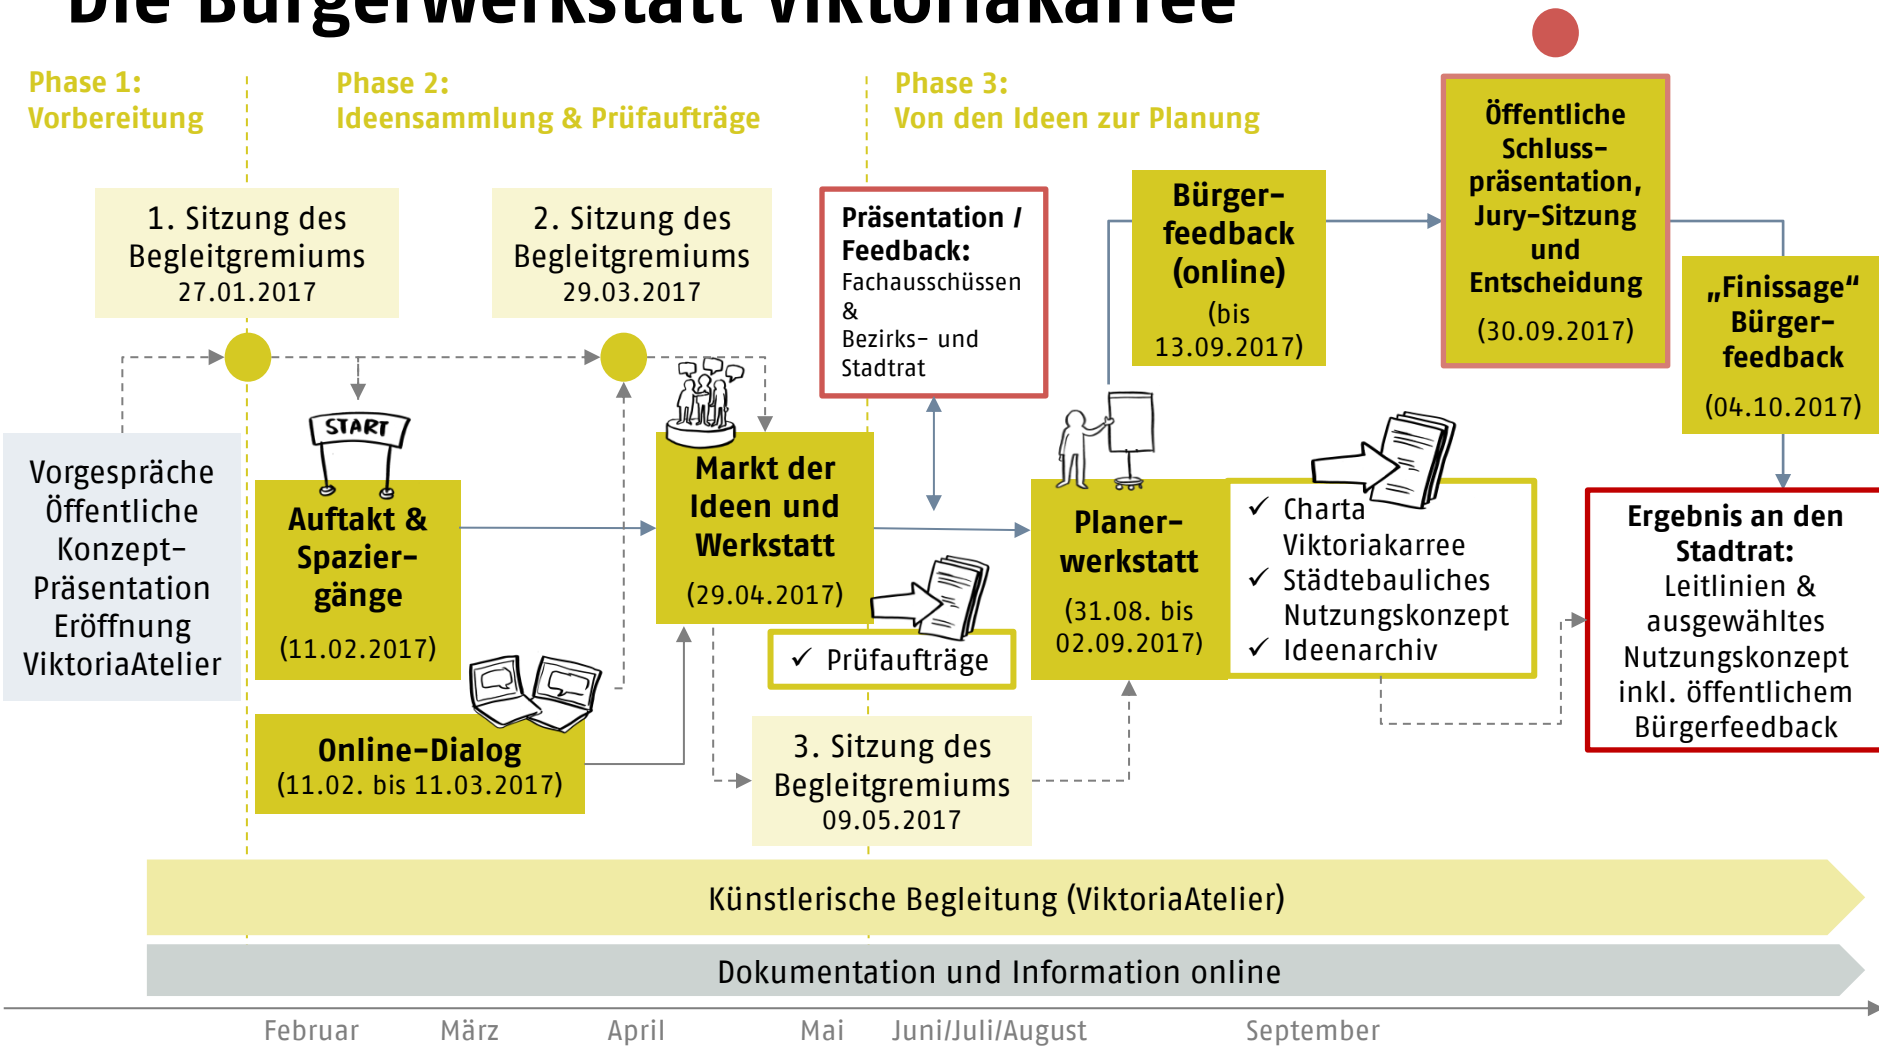 Die Bürgerwerkstatt Viktoriakarree
Phase 1:
Vorbereitung
Phase 2:
Ideensammlung & Prüfaufträge
Phase 3:
Von den Ideen zur Planung
1. Sitzung des
Begleitgremiums
27.01.2017
2. Sitzung des
Begleitgremiums
29.03.2017
Präsentation /
Feedback:
Fachausschüssen
&
Bezirks- und
Stadtrat
Bürger-
feedback
(online)
(bis
13.09.2017)
Öffentliche
Schluss-
präsentation,
Jury-Sitzung
und
Entscheidung
(30.09.2017)
„Finissage“
Bürger-
feedback
(04.10.2017)
Vorgespräche
Öffentliche
Konzept-
Präsentation
Eröffnung
ViktoriaAtelier
START
Auftakt &
Spazier-
gänge
(11.02.2017)
Markt der
Ideen und
Werkstatt
(29.04.2017)
✓ Prüfaufträge
Planer-
werkstatt
(31.08. bis
02.09.2017)
✓ Charta
Viktoriakarree
✓ Städtebauliches
Nutzungskonzept
✓ Ideenarchiv
Ergebnis an den
Stadtrat:
Leitlinien &
ausgewähltes
Nutzungskonzept
inkl. öffentlichem
Bürgerfeedback
Online-Dialog
(11.02. bis 11.03.2017)
3. Sitzung des
Begleitgremiums
09.05.2017
Künstlerische Begleitung (ViktoriaAtelier)
Dokumentation und Information online
Februar
März
April
Mai
Juni/Juli/August
September